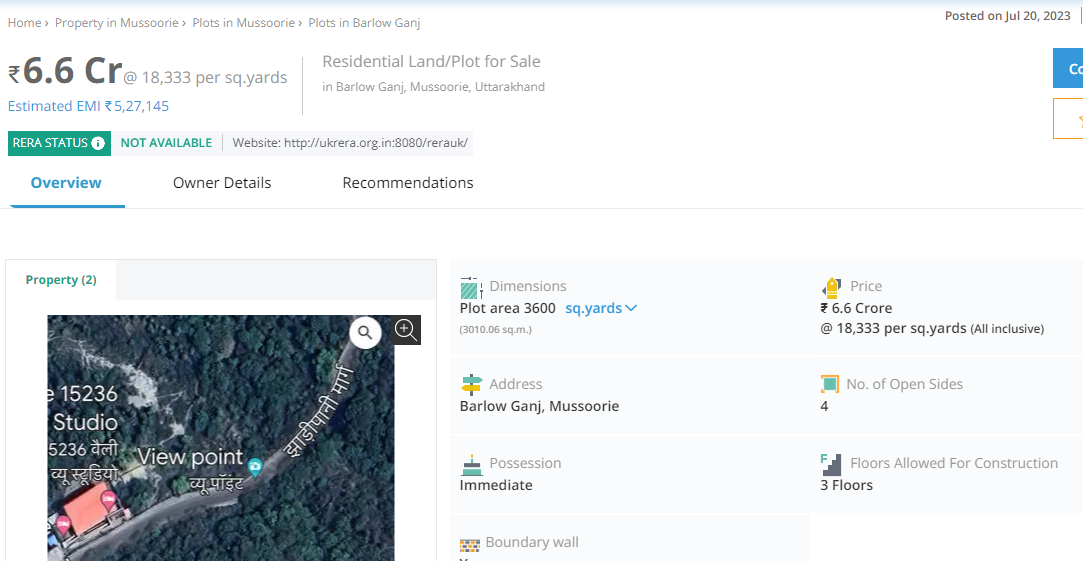 Home › Property in Mussoorie › Plots in Mussoorie › Plots in Barlow Ganj
Posted on Jul 20, 2023
₹6.6 Cr @ 18,333 per sq.yards
Estimated EMI ₹5,27,145
Residential Land/Plot for Sale
in Barlow Ganj, Mussoorie, Uttarakhand
Co
RERA STATUS i NOT AVAILABLE Website: http://ukrera.org.in:8080/rerauk/
Overview Owner Details Recommendations
Property (2)
e 15236
Studio
5236 वैली
व्यू स्टूडियो
View point
व्यू पॉइंट
झाड़ीपानी मार्ग
Dimensions
Plot area 3600 sq.yards
(3010.06 sq.m.)
Price
₹ 6.6 Crore
@ 18,333 per sq.yards (All inclusive)
Address
Barlow Ganj, Mussoorie
No. of Open Sides
4
Possession
Immediate
F Floors Allowed For Construction
3 Floors
Boundary wall